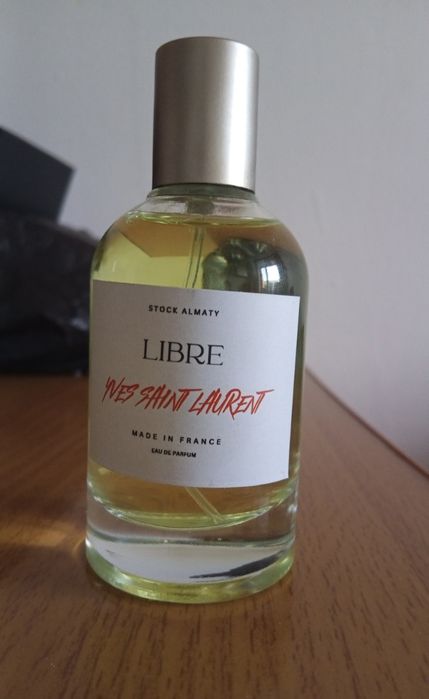 STOCK ALMATY
LIBRE
YVES SAINT LAURENT
MADE IN FRANCE
EAU DE PARFUM